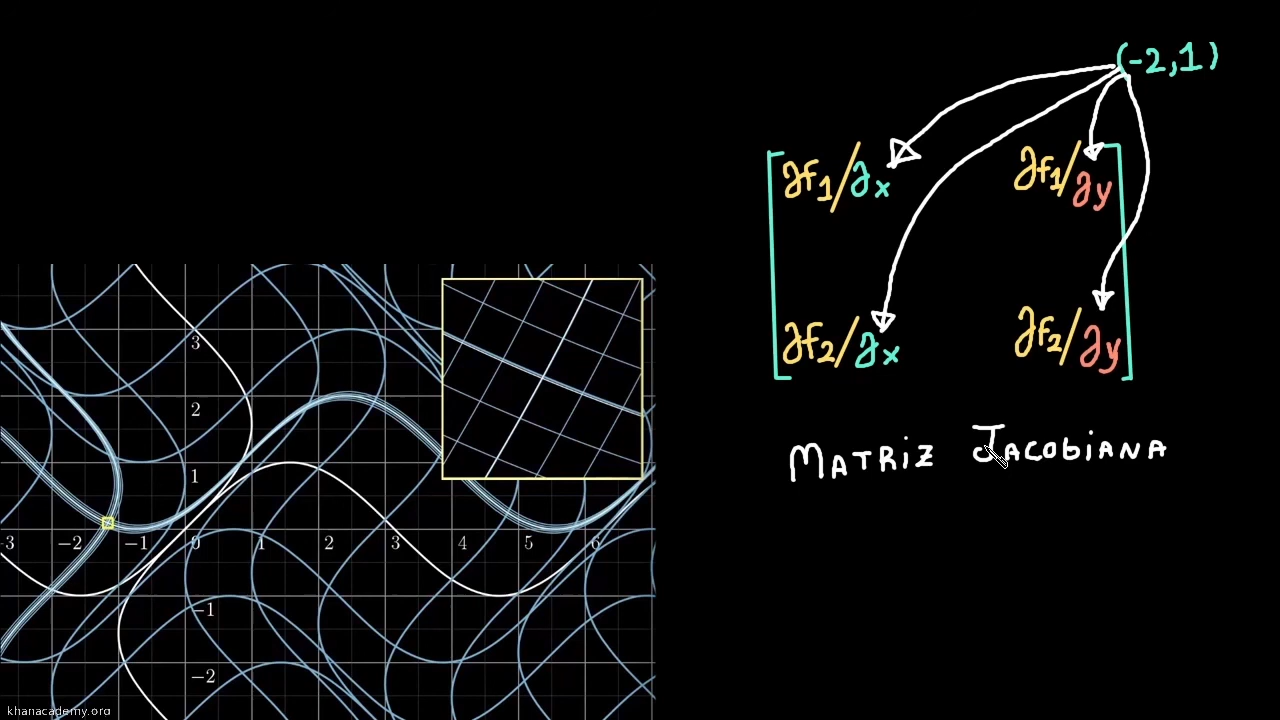 (-2,1)
∂f1/∂x ∂f1/∂y
∂f2/∂x ∂f2/∂y
MATRIZ JACOBIANA
3
2
1
-3 -2 -1 0 1 2 3 4 5 6
-1
-2
khanacademy.org